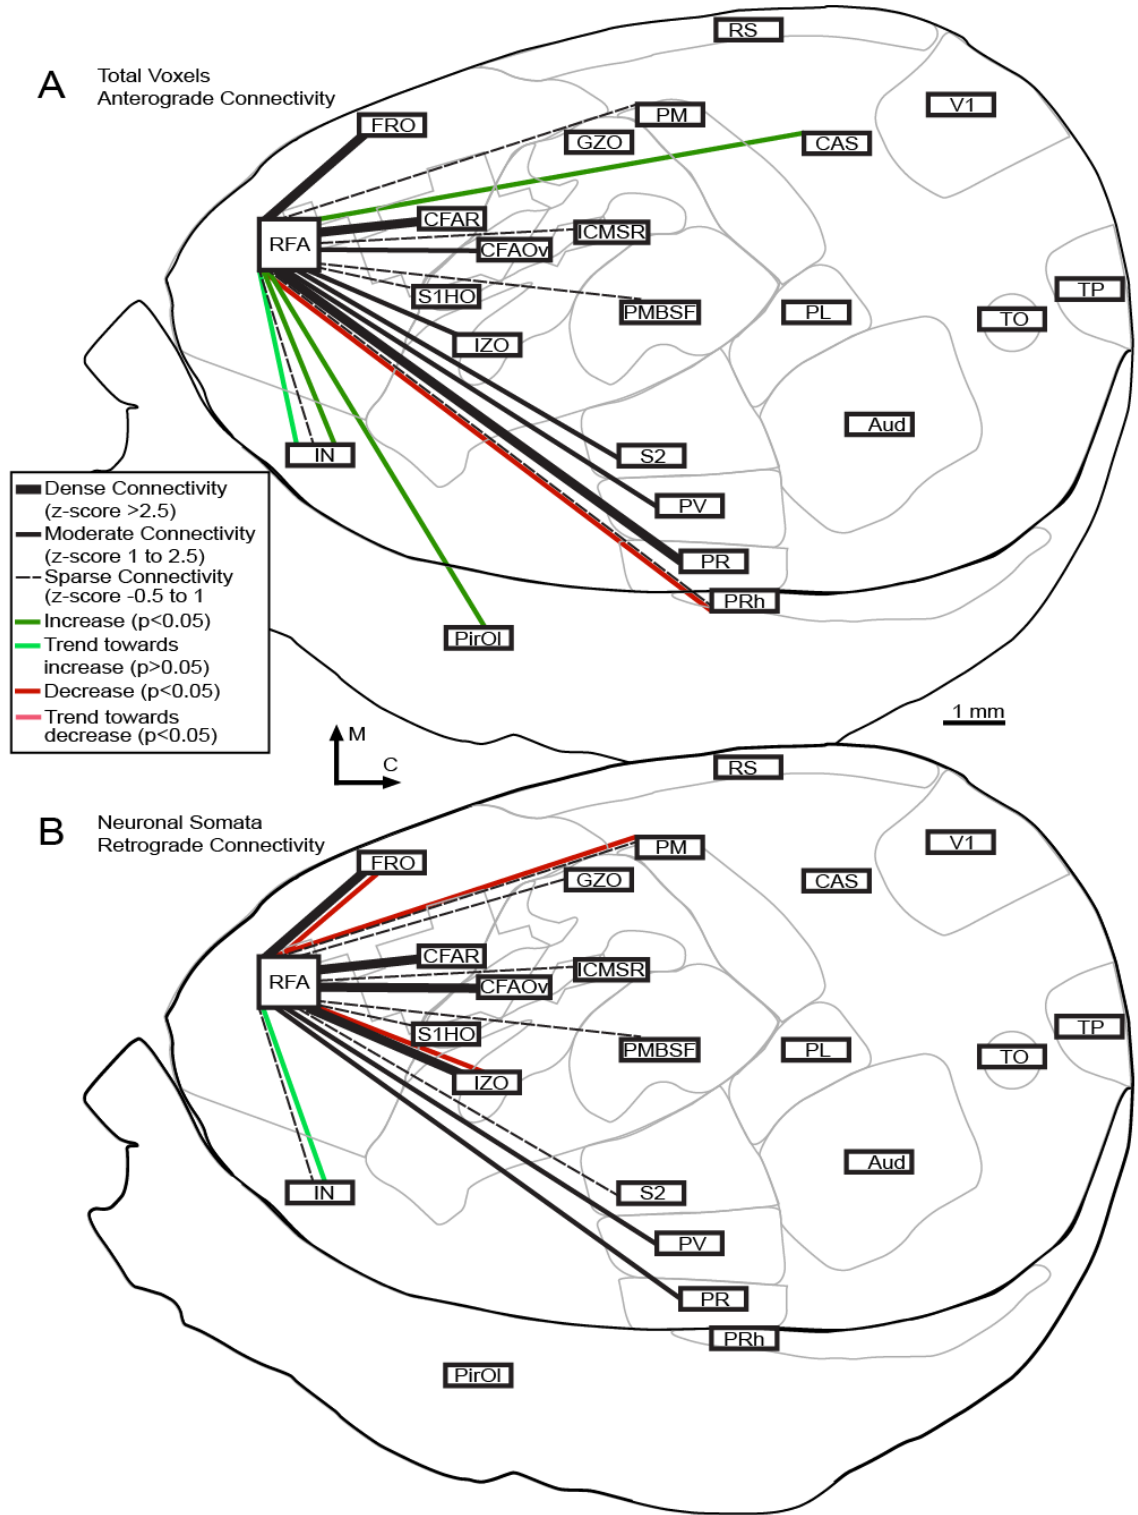 A
Total Voxels
Anterograde Connectivity
RS
V1
FRO
PM
GZO
CAS
CFAR
RFA
ICMSR
CFAOv
S1HO
PMBSF
PL
TO
TP
IZO
Aud
S2
IN
PV
PR
PRh
PirOl
Dense Connectivity
(z-score >2.5)
Moderate Connectivity
(z-score 1 to 2.5)
Sparse Connectivity
(z-score -0.5 to 1
Increase (p<0.05)
Trend towards
increase (p>0.05)
Decrease (p<0.05)
Trend towards
decrease (p<0.05)
M
C
1 mm
B
Neuronal Somata
Retrograde Connectivity
RS
V1
FRO
PM
GZO
CAS
CFAR
RFA
ICMSR
CFAOv
S1HO
PMBSF
PL
TO
TP
IZO
Aud
IN
S2
PV
PR
PRh
PirOl